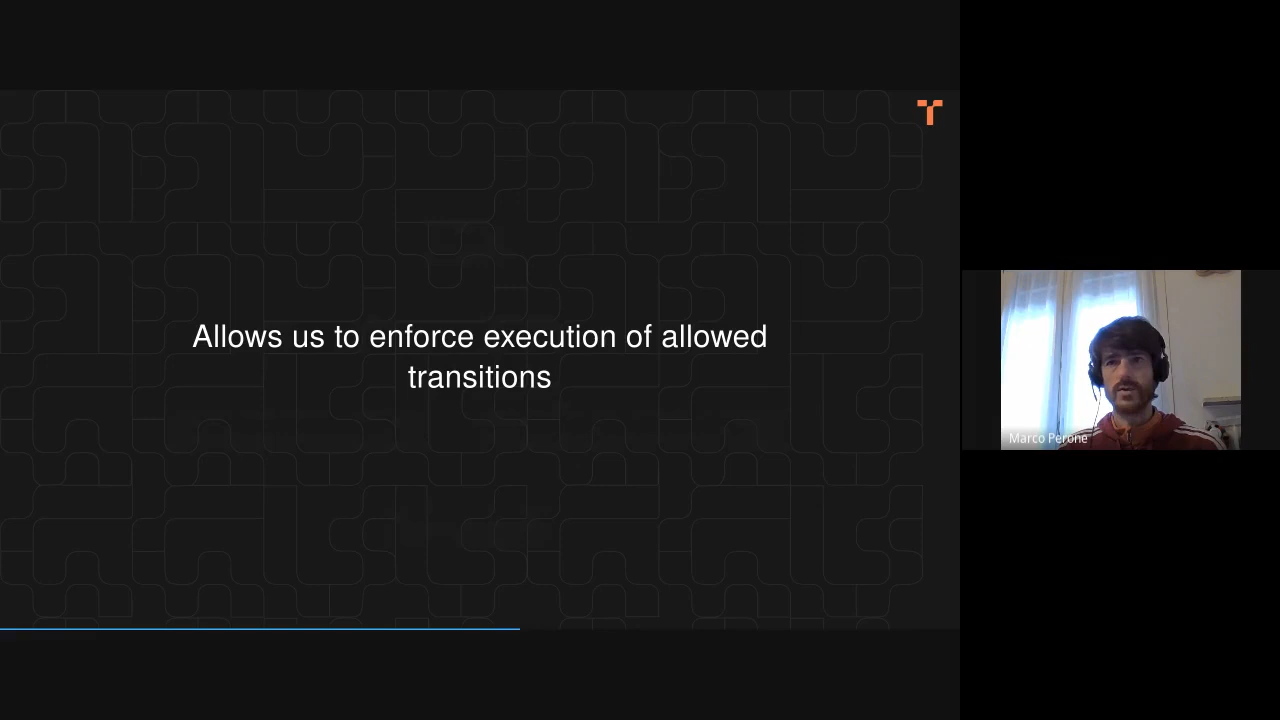 Allows us to enforce execution of allowed
transitions
Marco Perone